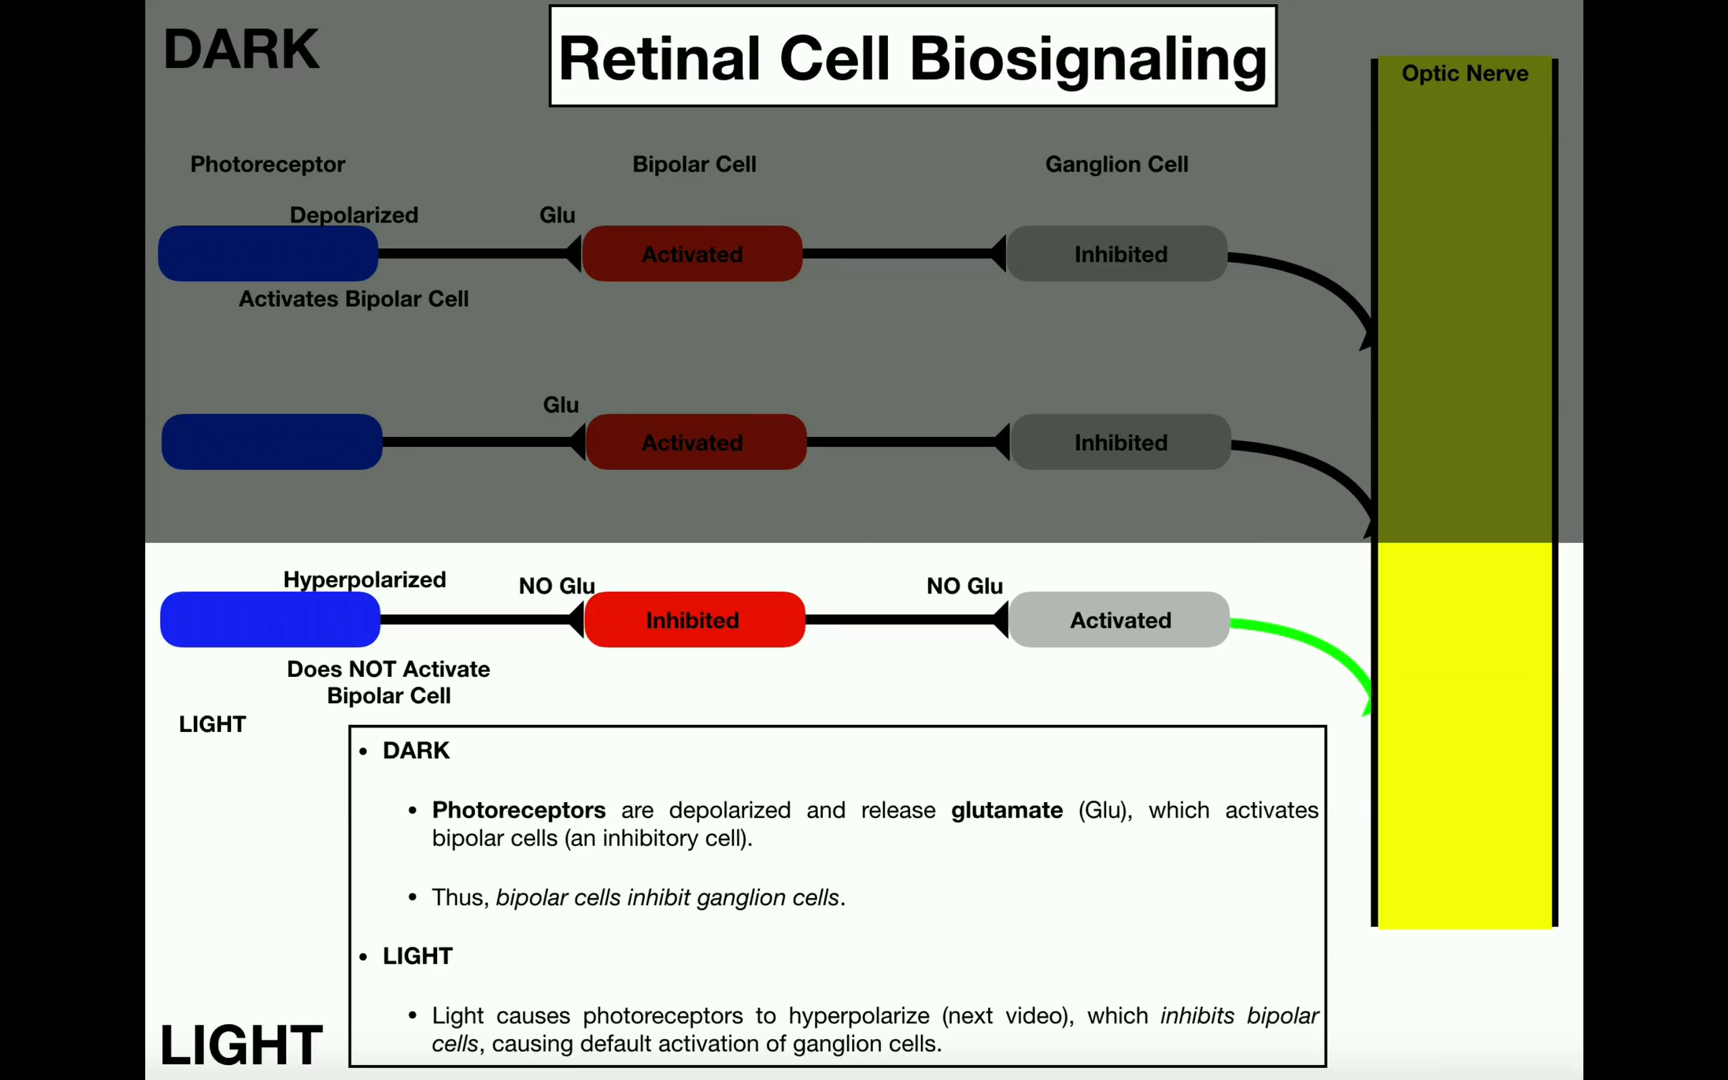 DARK
Retinal Cell Biosignaling
Optic Nerve
Photoreceptor
Bipolar Cell
Ganglion Cell
Depolarized
Glu
Activated
Inhibited
Activates Bipolar Cell
Glu
Activated
Inhibited
Hyperpolarized
NO Glu
NO Glu
Inhibited
Activated
Does NOT Activate
Bipolar Cell
LIGHT
• DARK
• Photoreceptors are depolarized and release glutamate (Glu), which activates
bipolar cells (an inhibitory cell).
• Thus, bipolar cells inhibit ganglion cells.
• LIGHT
• Light causes photoreceptors to hyperpolarize (next video), which inhibits bipolar
cells, causing default activation of ganglion cells.
LIGHT